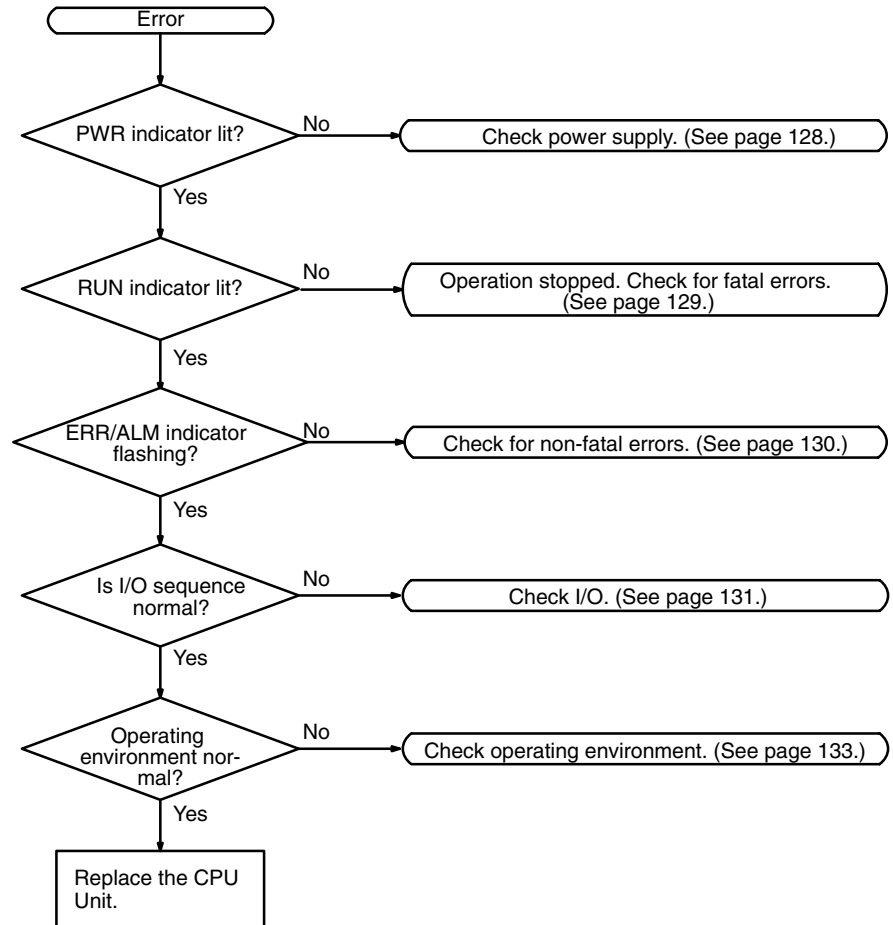 Error
PWR indicator lit?
No
Check power supply. (See page 128.)
Yes
RUN indicator lit?
No
Operation stopped. Check for fatal errors.
(See page 129.)
Yes
ERR/ALM indicator
flashing?
No
Check for non-fatal errors. (See page 130.)
Yes
Is I/O sequence
normal?
No
Check I/O. (See page 131.)
Yes
Operating
environment nor-
mal?
No
Check operating environment. (See page 133.)
Yes
Replace the CPU
Unit.